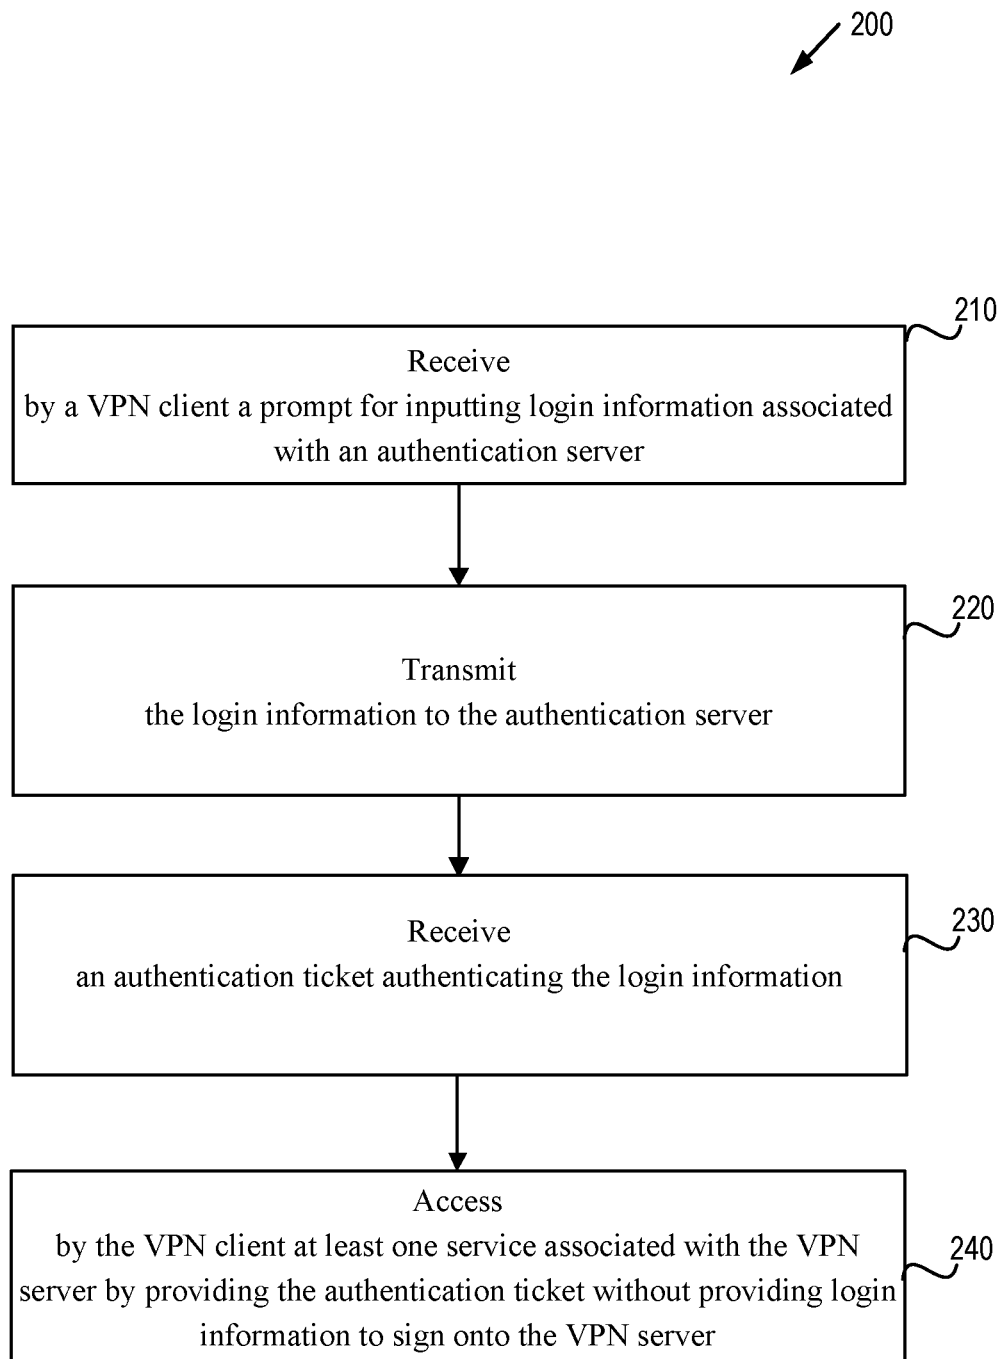 200
210
Receive
by a VPN client a prompt for inputting login information associated
with an authentication server
220
Transmit
the login information to the authentication server
230
Receive
an authentication ticket authenticating the login information
Access
by the VPN client at least one service associated with the VPN
240
server by providing the authentication ticket without providing login
information to sign onto the VPN server